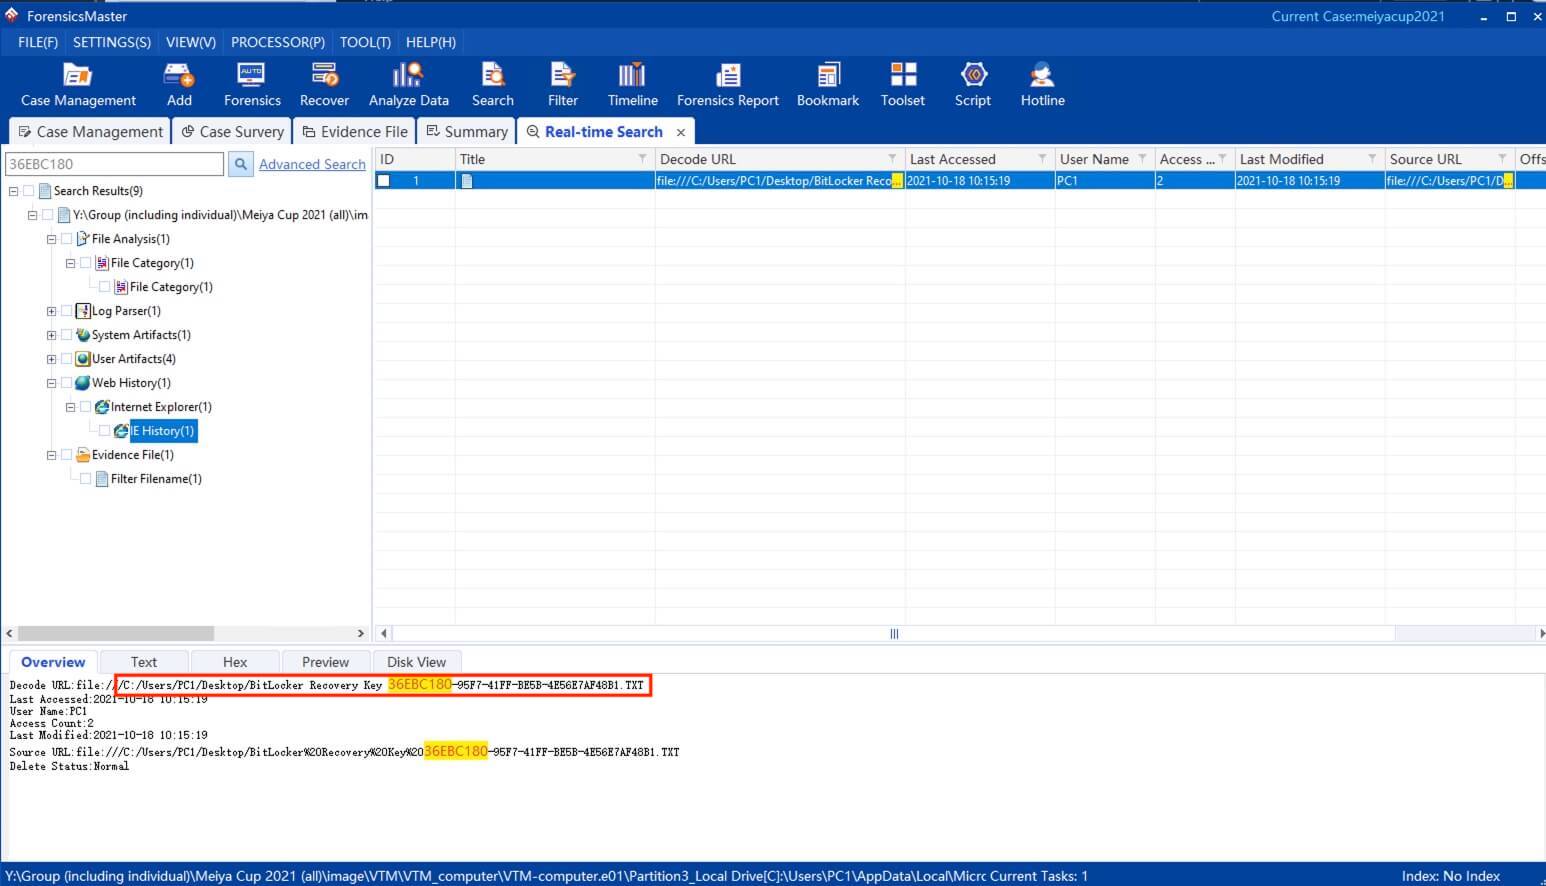 ForensicsMaster
Current Case:meiyacup2021
FILE(F) SETTINGS(S) VIEW(V) PROCESSOR(P) TOOL(T) HELP(H)
AUTO
Case Management Add Forensics Recover Analyze Data Search Filter Timeline Forensics Report Bookmark Toolset Script Hotline
Case Management Case Survery Evidence File Summary Real-time Search
36EBC180 Advanced Search
ID Title Decode URL Last Accessed User Name Access ... Last Modified Source URL Offs
1 file:///C:/Users/PC1/Desktop/BitLocker Reco... 2021-10-18 10:15:19 PC1 2 2021-10-18 10:15:19 file:///C:/Users/PC1/D...
Search Results(9)
Y:\Group (including individual)\Meiya Cup 2021 (all)\im
File Analysis(1)
File Category(1)
File Category(1)
Log Parser(1)
System Artifacts(1)
User Artifacts(4)
Web History(1)
Internet Explorer(1)
IE History(1)
Evidence File(1)
Filter Filename(1)
Overview Text Hex Preview Disk View
Decode URL:file:///C:/Users/PC1/Desktop/BitLocker Recovery Key 36EBC180-95F7-41FF-BE5B-4E56E7AF48B1.TXT
Last Accessed:2021-10-18 10:15:19
User Name:PC1
Access Count:2
Last Modified:2021-10-18 10:15:19
Source URL:file:///C:/Users/PC1/Desktop/BitLocker%20Recovery%20Key%2036EBC180-95F7-41FF-BE5B-4E56E7AF48B1.TXT
Delete Status:Normal
Y:\Group (including individual)\Meiya Cup 2021 (all)\image\VTM\VTM_computer\VTM-computer.e01\Partition3_Local Drive[C]:\Users\PC1\AppData\Local\Micrc Current Tasks: 1
Index: No Index